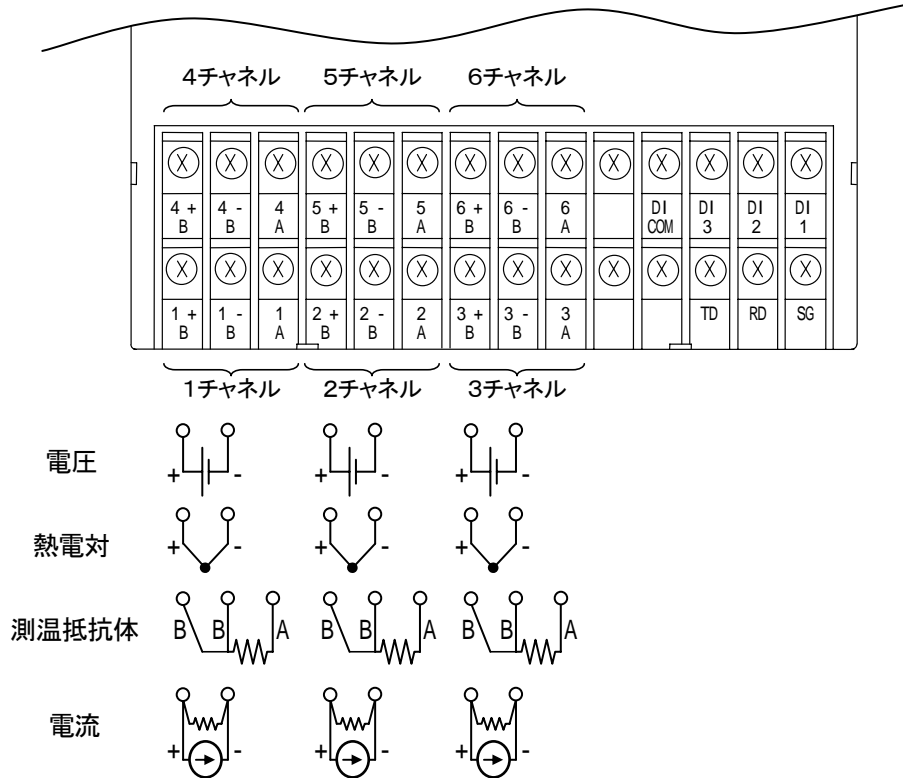 4チャネル 5チャネル 6チャネル
4 + 4 - 4 5 + 5 - 5 6 + 6 - 6 DI DI DI DI
B B A B B A B B A COM 3 2 1
1 + 1 - 1 2 + 2 - 2 3 + 3 - 3 TD RD SG
B B A B B A B B A
1チャネル 2チャネル 3チャネル
電圧 + - + - + -
熱電対 + - + - + -
測温抵抗体 B B A B B A B B A
電流 + - + - + -